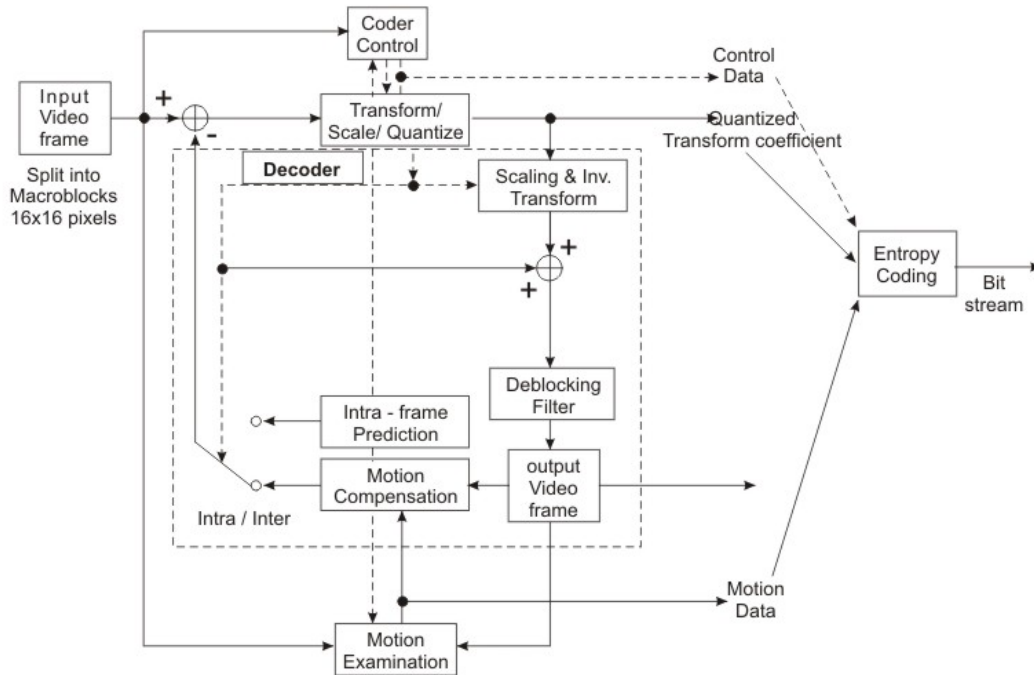 Coder
Control
Control
Data
Input
Video
frame
+
-
Transform/
Scale/ Quantize
Quantized
Transform coefficient
Split into
Macroblocks
16x16 pixels
Decoder
Scaling & Inv.
Transform
+
+
Entropy
Coding
Bit
stream
Deblocking
Filter
Intra - frame
Prediction
Motion
Compensation
output
Video
frame
Intra / Inter
Motion
Data
Motion
Examination